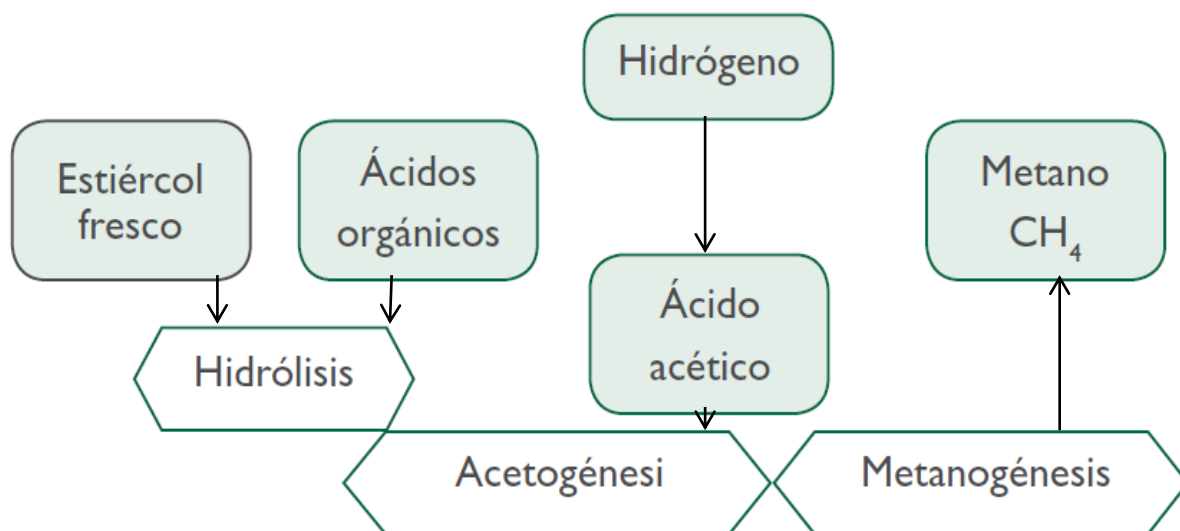 Hidrógeno
Estiércol
fresco
Ácidos
orgánicos
Metano
CH₄
Ácido
acético
Hidrólisis
Acetogénesi
Metanogénesis